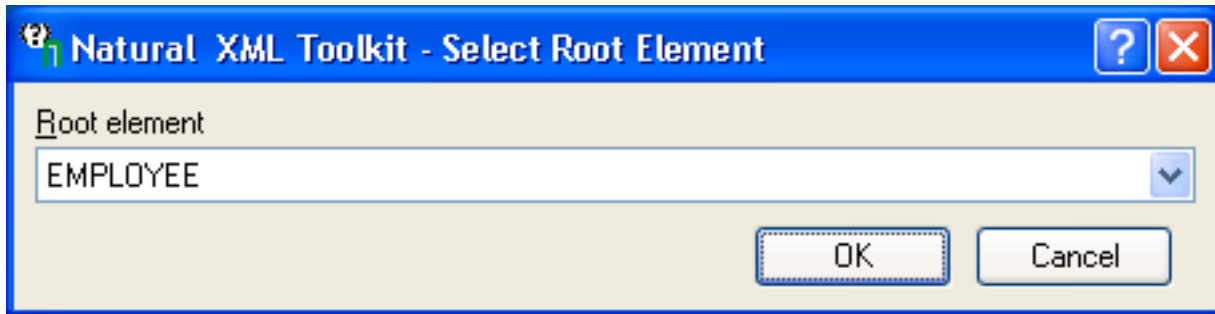 Natural XML Toolkit - Select Root Element
Root element
EMPLOYEE
OK Cancel